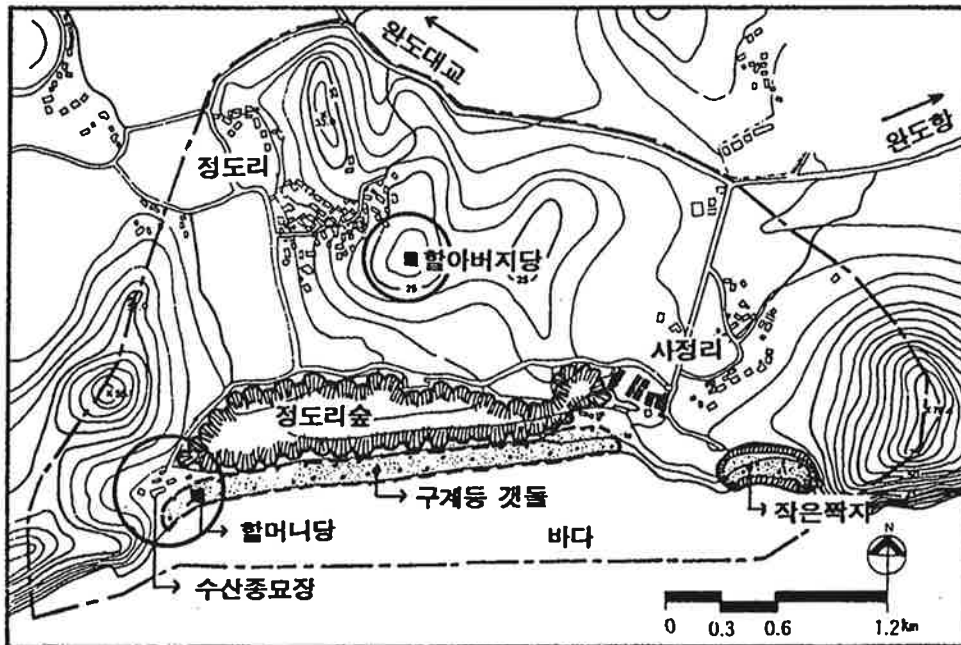 완도대교
완도항
정도리
할아버지당
25
25
사정리
정도리숲
구계등 갯돌
작은짝지
할머니당
바다
수산종묘장
N
0 0.3 0.6 1.2km